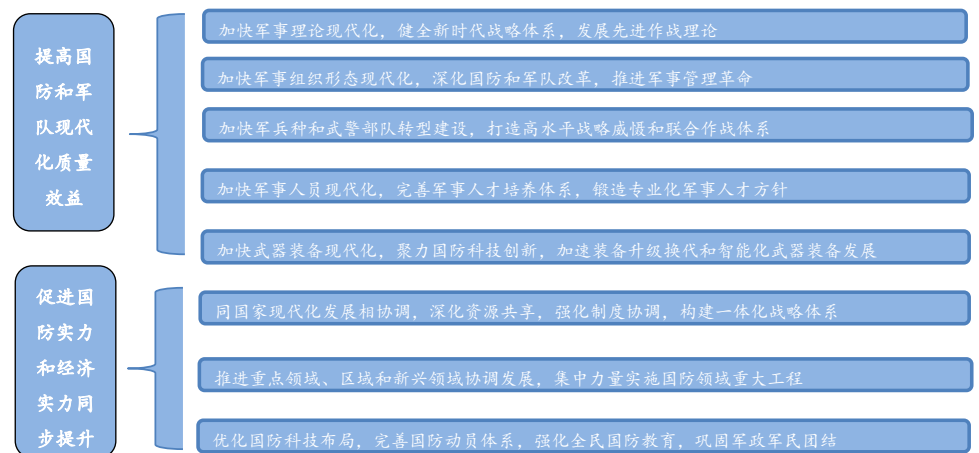 提高国
防和军
队现代
化质量
效益
加快军事理论现代化，健全新时代战略体系，发展先进作战理论
加快军事组织形态现代化，深化国防和军队改革，推进军事管理革命
加快军兵种和武警部队转型建设，打造高水平战略威慑和联合作战体系
加快军事人员现代化，完善军事人才培养体系，锻造专业化军事人才方针
加快武器装备现代化，聚力国防科技创新，加速装备升级换代和智能化武器装备发展
促进国
防实力
和经济
实力同
步提升
同国家现代化发展相协调，深化资源共享，强化制度协调，构建一体化战略体系
推进重点领域、区域和新兴领域协调发展，集中力量实施国防领域重大工程
优化国防科技布局，完善国防动员体系，强化全民国防教育，巩固军政军民团结